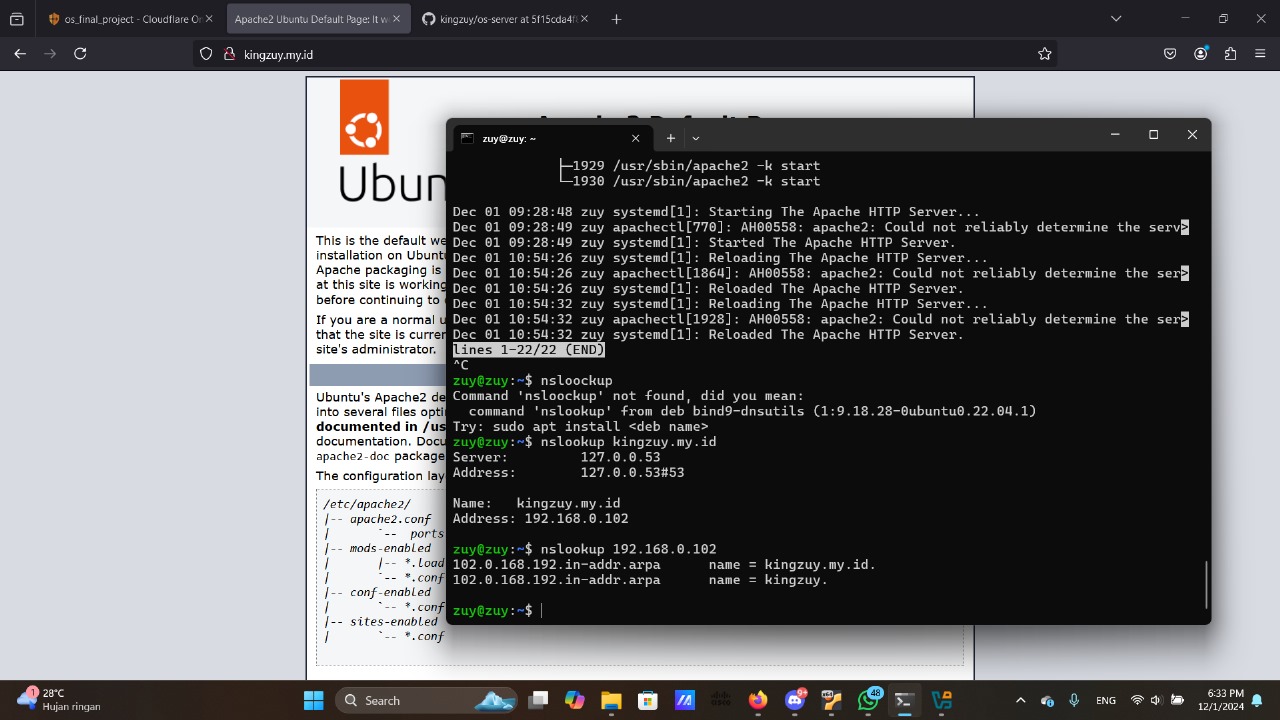 os_final_project - Cloudflare On
Apache2 Ubuntu Default Page: It w
kingzuy/os-server at 5f15cda4f
kingzuy.my.id
Ubun
This is the default we
installation on Ubunt
Apache packaging is
at this site is working
before continuing to
If you are a normal u
that the site is curren
site's administrator.
Ubuntu's Apache2 de
into several files opti
documented in /us
documentation. Docu
apache2-doc package
The configuration lay
/etc/apache2/
|-- apache2.conf
|       `--  ports
|-- mods-enabled
|       |-- *.load
|       `-- *.conf
|-- conf-enabled
|       `-- *.conf
|-- sites-enabled
|       `-- *.conf
zuy@zuy: ~
├─1929 /usr/sbin/apache2 -k start
└─1930 /usr/sbin/apache2 -k start
Dec 01 09:28:48 zuy systemd[1]: Starting The Apache HTTP Server...
Dec 01 09:28:49 zuy apachectl[770]: AH00558: apache2: Could not reliably determine the serv>
Dec 01 09:28:49 zuy systemd[1]: Started The Apache HTTP Server.
Dec 01 10:54:26 zuy systemd[1]: Reloading The Apache HTTP Server...
Dec 01 10:54:26 zuy apachectl[1864]: AH00558: apache2: Could not reliably determine the ser>
Dec 01 10:54:26 zuy systemd[1]: Reloaded The Apache HTTP Server.
Dec 01 10:54:32 zuy systemd[1]: Reloading The Apache HTTP Server...
Dec 01 10:54:32 zuy apachectl[1928]: AH00558: apache2: Could not reliably determine the ser>
Dec 01 10:54:32 zuy systemd[1]: Reloaded The Apache HTTP Server.
lines 1-22/22 (END)
^C
zuy@zuy:~$ nsloockup
Command 'nsloockup' not found, did you mean:
  command 'nslookup' from deb bind9-dnsutils (1:9.18.28-0ubuntu0.22.04.1)
Try: sudo apt install <deb name>
zuy@zuy:~$ nslookup kingzuy.my.id
Server:         127.0.0.53
Address:        127.0.0.53#53
Name:   kingzuy.my.id
Address: 192.168.0.102
zuy@zuy:~$ nslookup 192.168.0.102
102.0.168.192.in-addr.arpa      name = kingzuy.my.id.
102.0.168.192.in-addr.arpa      name = kingzuy.
zuy@zuy:~$
1
28°C
Hujan ringan
Search
9+
48
ENG
6:33 PM
12/1/2024